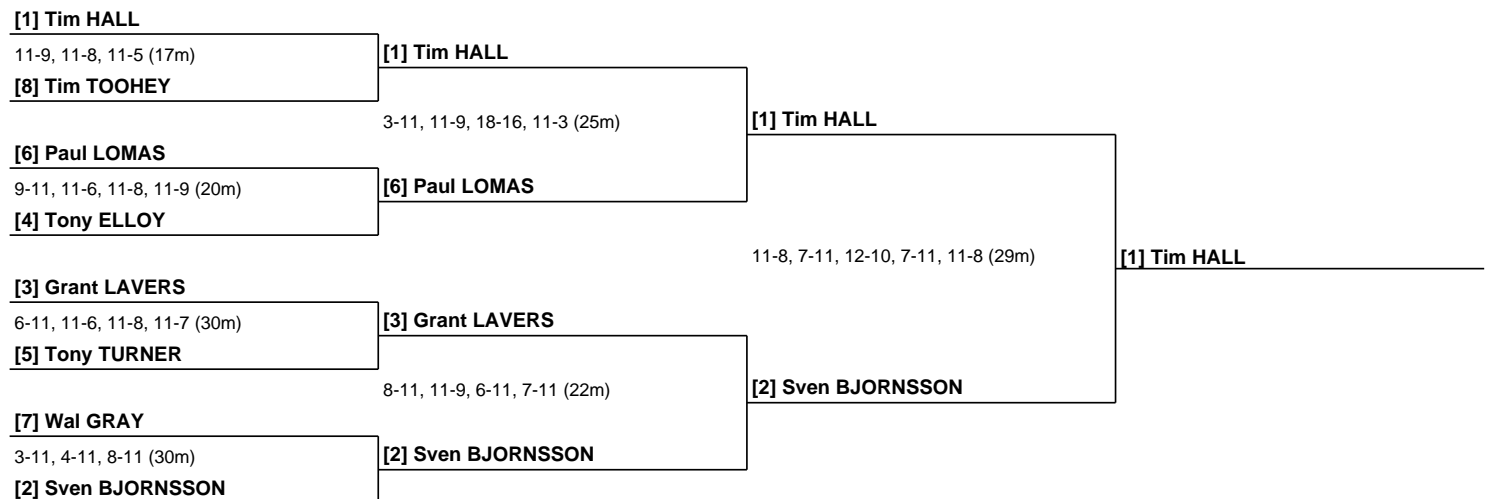 [1] Tim HALL
11-9, 11-8, 11-5 (17m)
[8] Tim TOOHEY
[1] Tim HALL
3-11, 11-9, 18-16, 11-3 (25m)
[6] Paul LOMAS
9-11, 11-6, 11-8, 11-9 (20m)
[4] Tony ELLOY
[6] Paul LOMAS
[1] Tim HALL
11-8, 7-11, 12-10, 7-11, 11-8 (29m)
[1] Tim HALL
[3] Grant LAVERS
6-11, 11-6, 11-8, 11-7 (30m)
[5] Tony TURNER
[3] Grant LAVERS
8-11, 11-9, 6-11, 7-11 (22m)
[2] Sven BJORNSSON
[7] Wal GRAY
3-11, 4-11, 8-11 (30m)
[2] Sven BJORNSSON
[2] Sven BJORNSSON